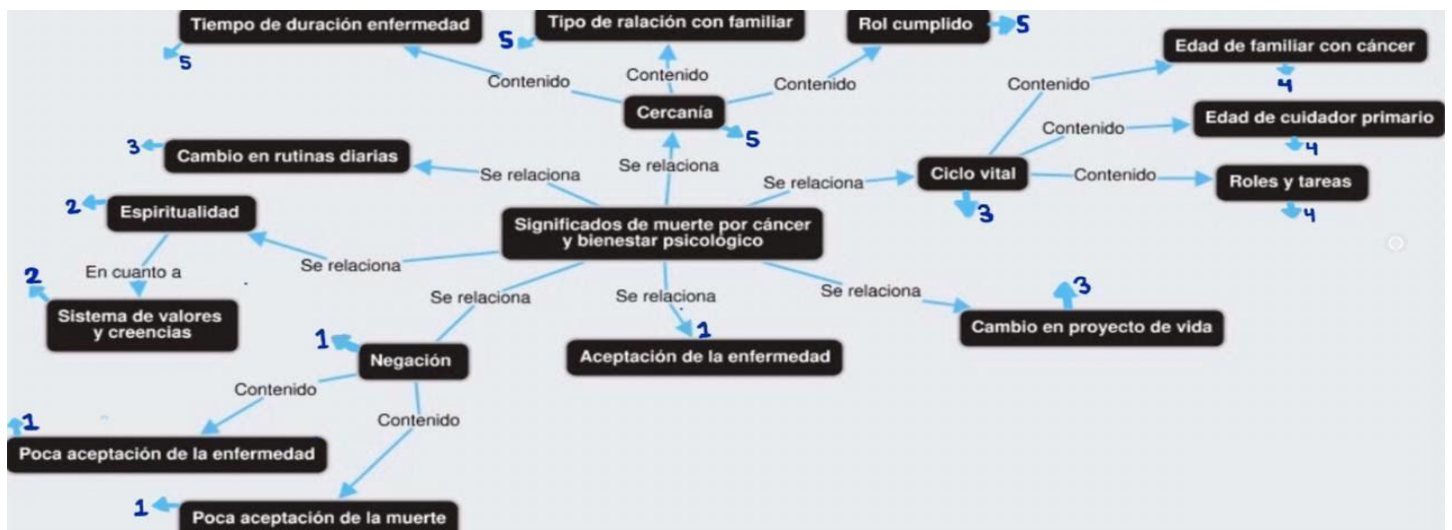 Tiempo de duración enfermedad
5
Tipo de ralación con familiar
5
Rol cumplido
5
Edad de familiar con cáncer
4
Contenido
Contenido
Contenido
Contenido
Cercanía
5
Edad de cuidador primario
4
Contenido
3
Cambio en rutinas diarias
Se relaciona
Se relaciona
Se relaciona
Ciclo vital
3
Contenido
Roles y tareas
4
2
Espiritualidad
Significados de muerte por cáncer
y bienestar psicológico
En cuanto a
Se relaciona
2
Sistema de valores
y creencias
Se relaciona
Se relaciona
Se relaciona
3
Cambio en proyecto de vida
1
Negación
1
Aceptación de la enfermedad
Contenido
Contenido
1
Poca aceptación de la enfermedad
1
Poca aceptación de la muerte